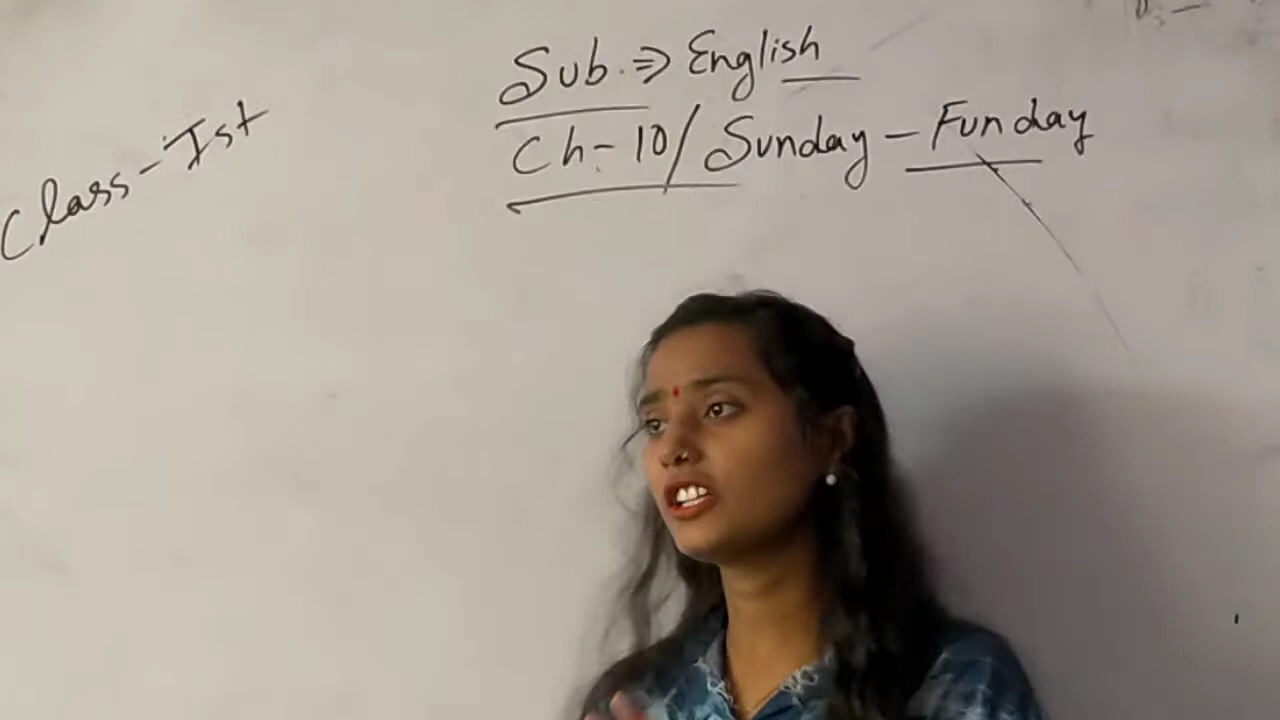 Sub. ⇒ English
Class - Ist
Ch - 10 / Sunday - Funday